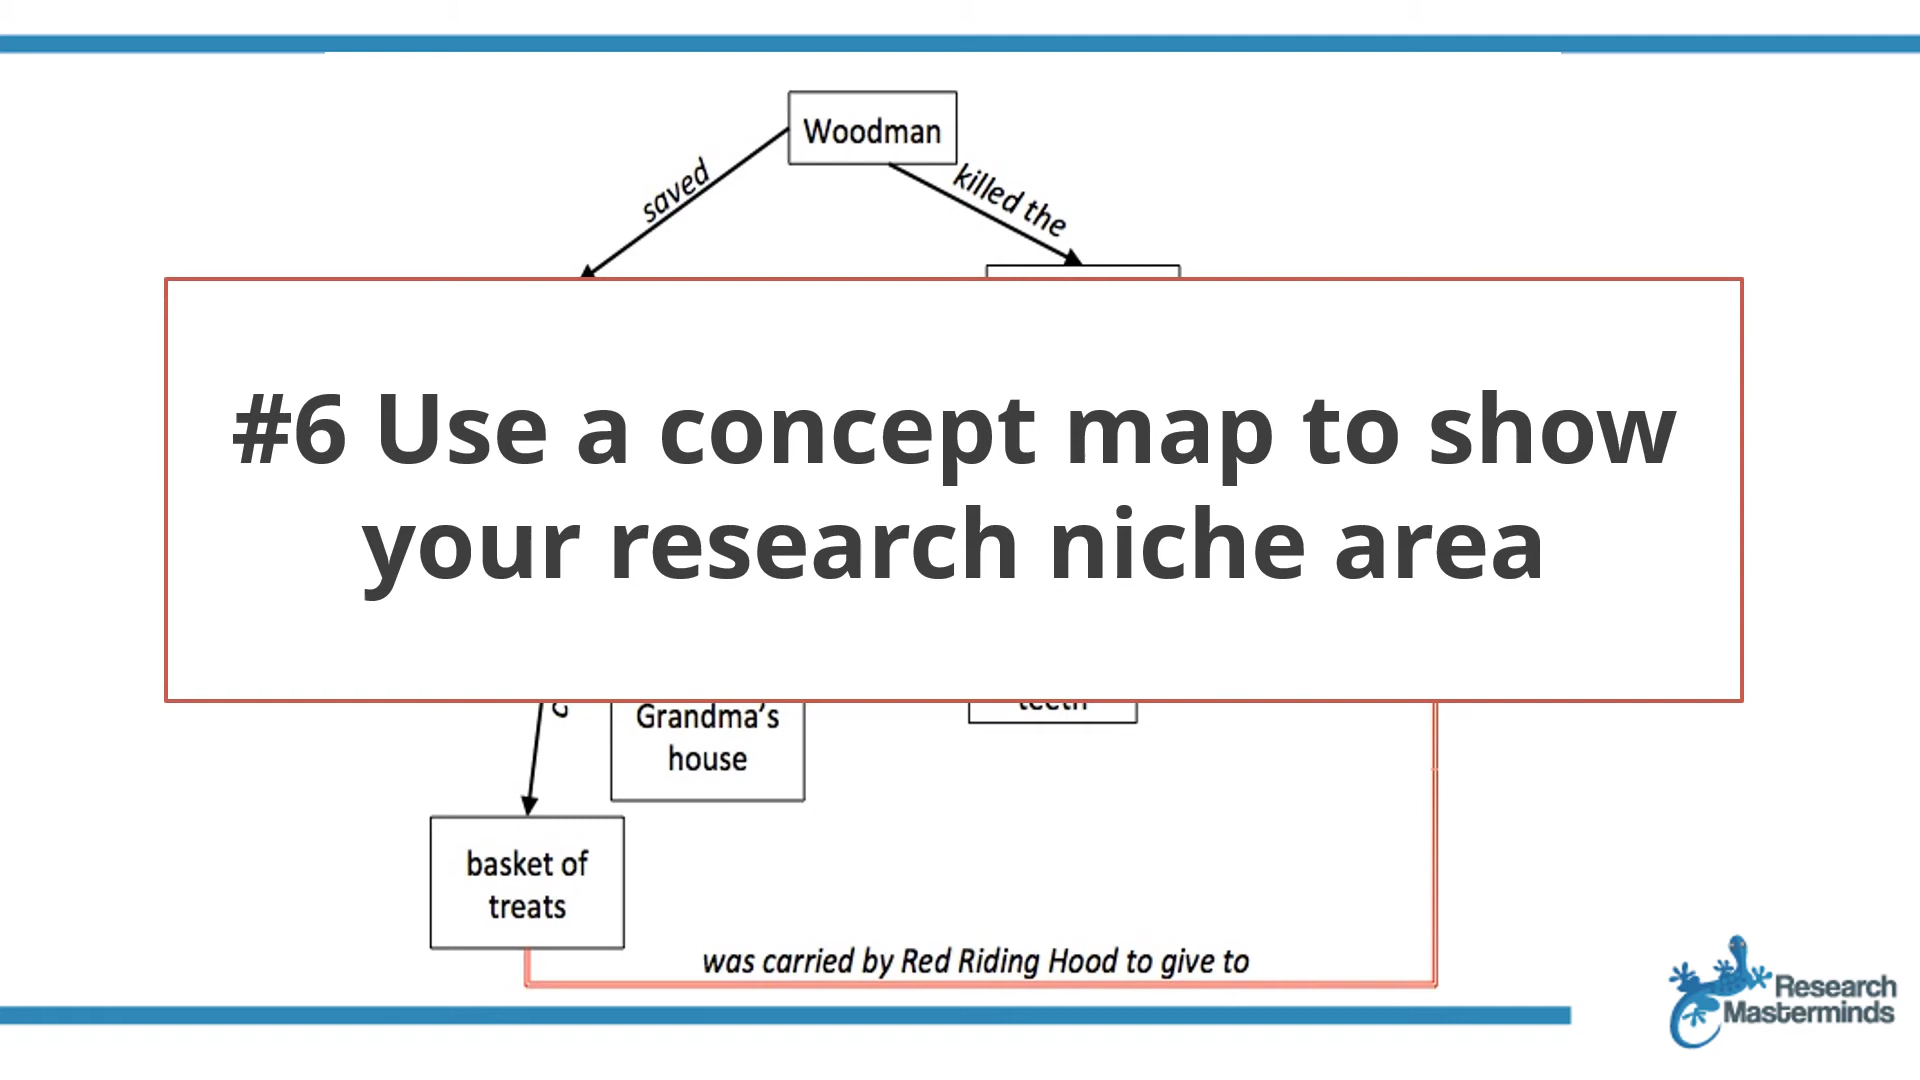 Woodman
saved
killed the
#6 Use a concept map to show
your research niche area
teeth
Grandma's
house
basket of
treats
was carried by Red Riding Hood to give to
Research
Masterminds